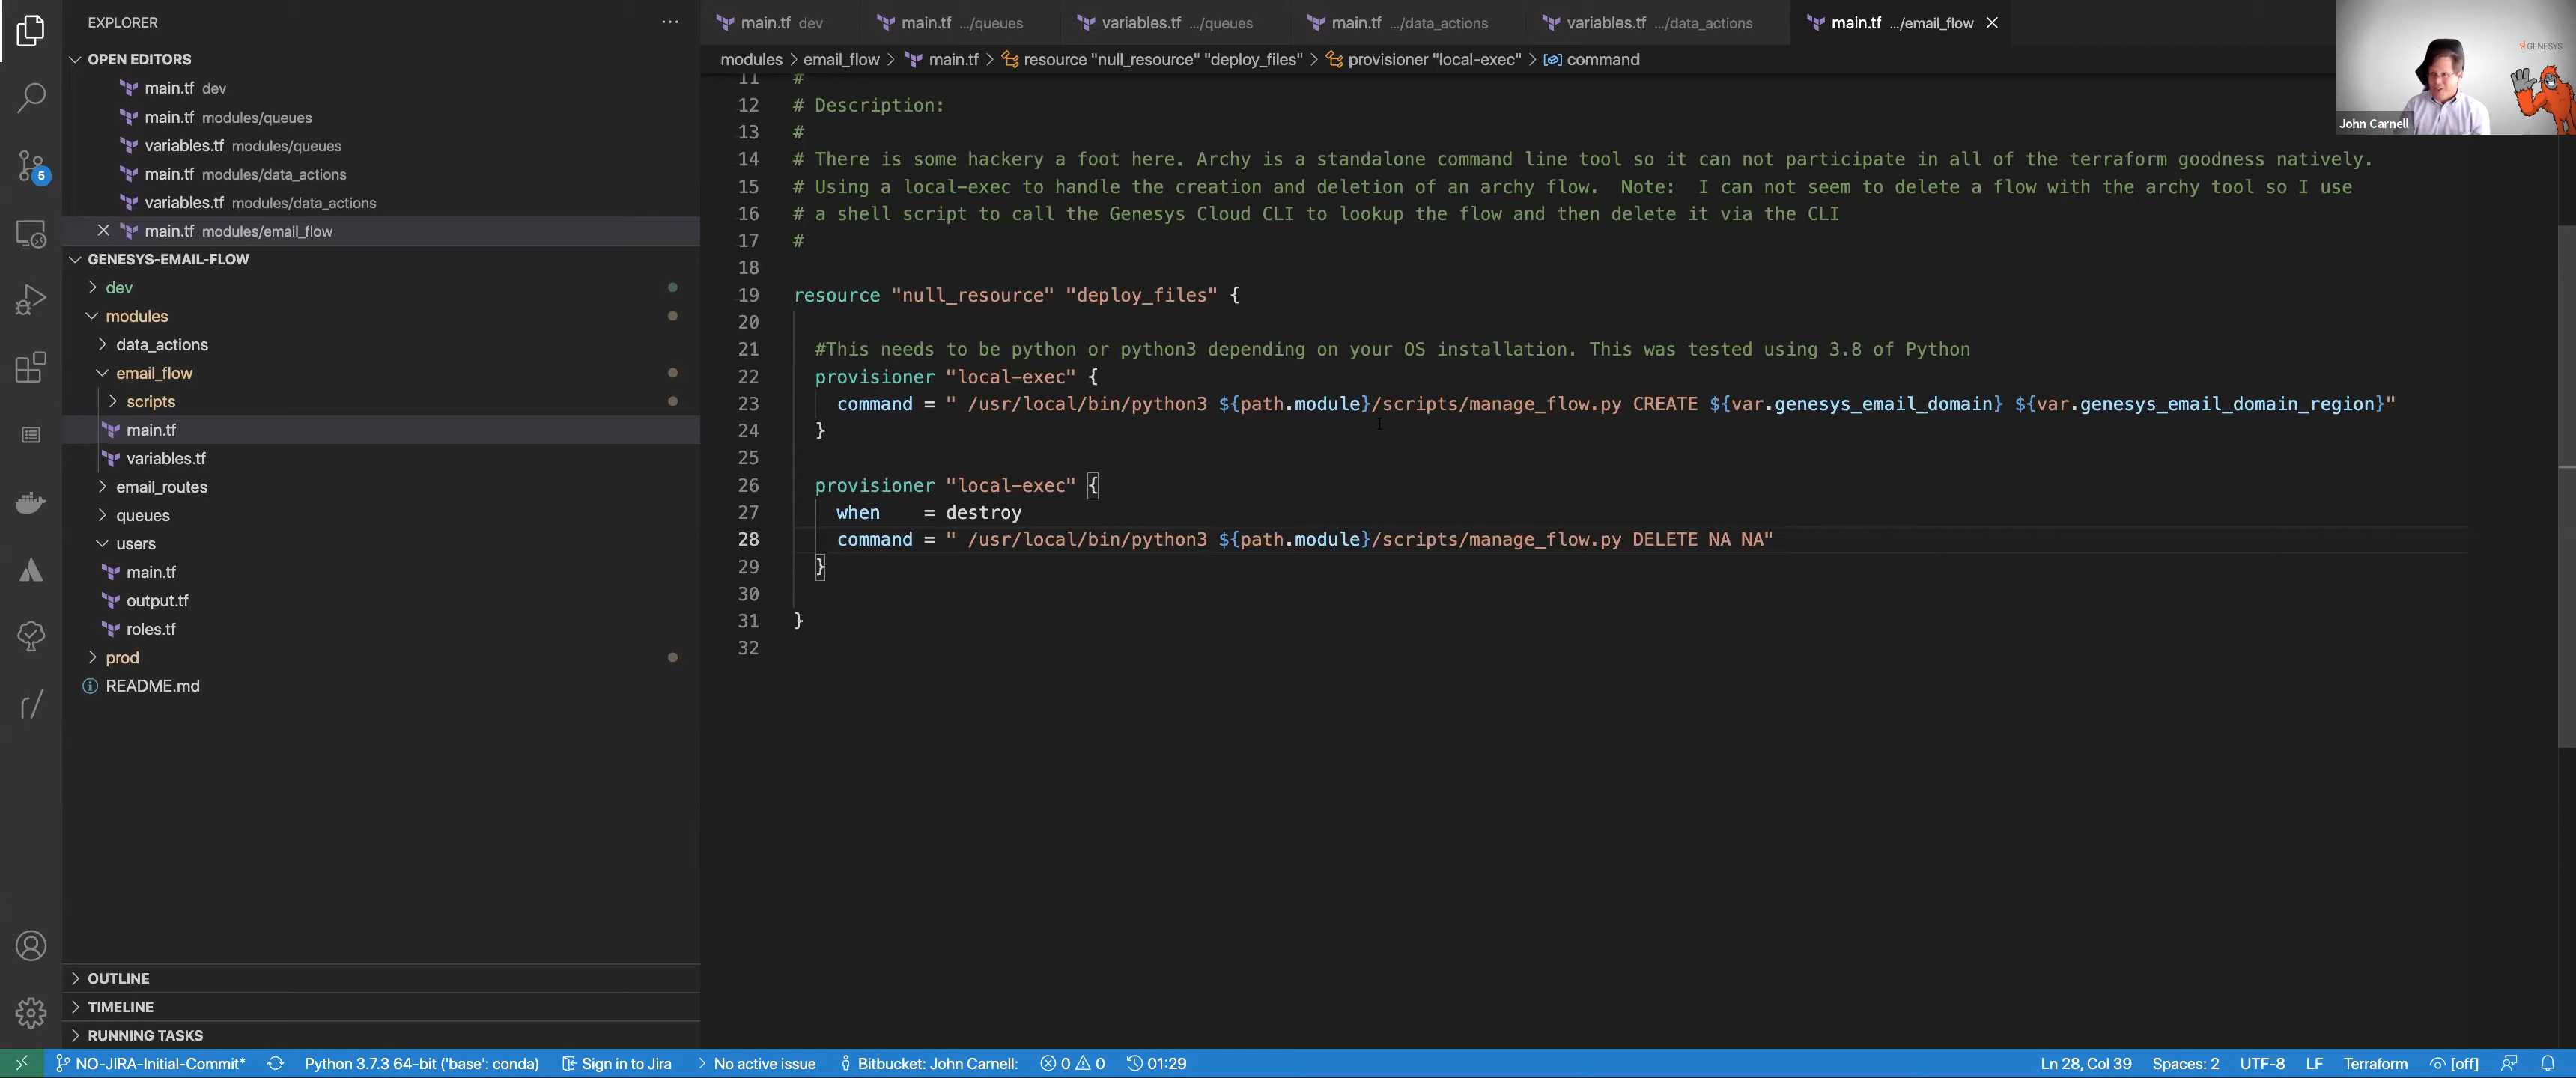 EXPLORER
OPEN EDITORS
main.tf dev
main.tf modules/queues
variables.tf modules/queues
main.tf modules/data_actions
variables.tf modules/data_actions
main.tf modules/email_flow
GENESYS-EMAIL-FLOW
dev
modules
data_actions
email_flow
scripts
main.tf
variables.tf
email_routes
queues
users
main.tf
output.tf
roles.tf
prod
README.md
OUTLINE
TIMELINE
RUNNING TASKS
5
main.tf dev
main.tf .../queues
variables.tf .../queues
main.tf .../data_actions
variables.tf .../data_actions
main.tf .../email_flow
modules > email_flow > main.tf > resource "null_resource" "deploy_files" > provisioner "local-exec" > command
11 #
12 # Description:
13 #
14 # There is some hackery a foot here. Archy is a standalone command line tool so it can not participate in all of the terraform goodness natively.
15 # Using a local-exec to handle the creation and deletion of an archy flow.  Note:  I can not seem to delete a flow with the archy tool so I use
16 # a shell script to call the Genesys Cloud CLI to lookup the flow and then delete it via the CLI
17 #
18
19 resource "null_resource" "deploy_files" {
20
21 #This needs to be python or python3 depending on your OS installation. This was tested using 3.8 of Python
22 provisioner "local-exec" {
23 command = " /usr/local/bin/python3 ${path.module}/scripts/manage_flow.py CREATE ${var.genesys_email_domain} ${var.genesys_email_domain_region}"
24 }
25
26 provisioner "local-exec" {
27 when    = destroy
28 command = " /usr/local/bin/python3 ${path.module}/scripts/manage_flow.py DELETE NA NA"
29 }
30
31 }
32
GENESYS
John Carnell
NO-JIRA-Initial-Commit* Python 3.7.3 64-bit ('base': conda) Sign in to Jira > No active issue Bitbucket: John Carnell: 0 0 01:29 Ln 28, Col 39 Spaces: 2 UTF-8 LF Terraform [off]